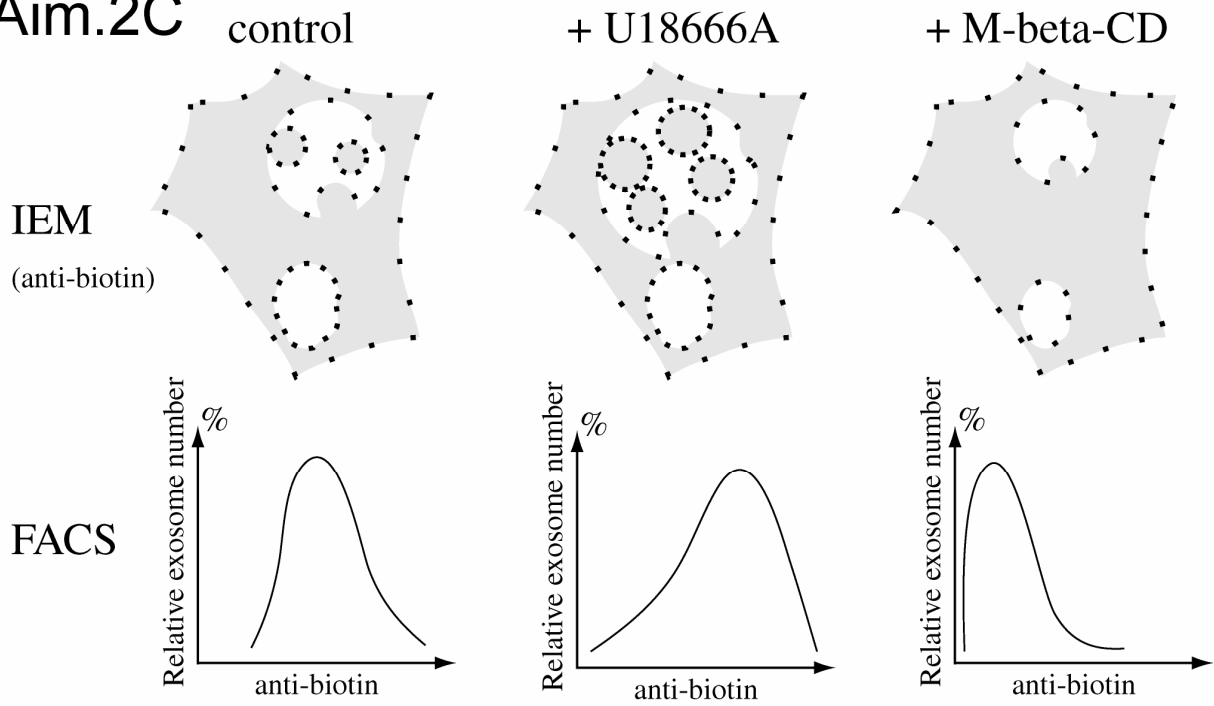 Aim.2C
control
+ U18666A
+ M-beta-CD
IEM
(anti-biotin)
FACS
Relative exosome number
%
anti-biotin
Relative exosome number
%
anti-biotin
Relative exosome number
%
anti-biotin